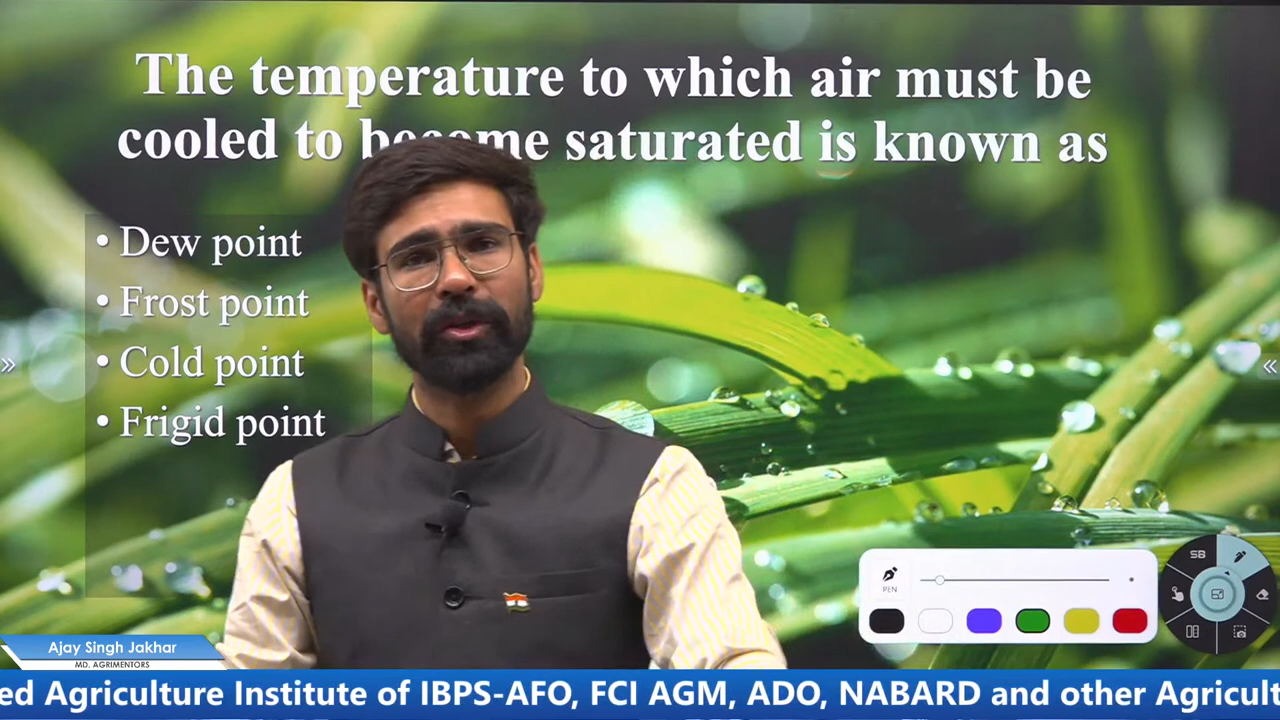 The temperature to which air must be
cooled to become saturated is known as
• Dew point
• Frost point
• Cold point
• Frigid point
SB
PEN
Ajay Singh Jakhar
MD. AGRIMENTORS
ed Agriculture Institute of IBPS-AFO, FCI AGM, ADO, NABARD and other Agricult